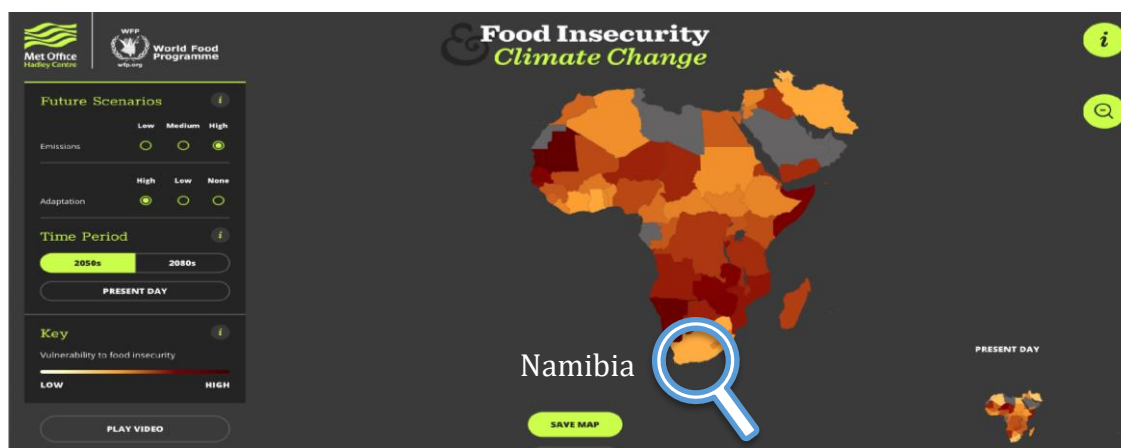 Met Office
Hadley Centre
WFP
wfp.org
World Food
Programme
& Food Insecurity
Climate Change
i
Future Scenarios i
Low Medium High
Emissions
High Low None
Adaptation
Time Period i
2050s 2080s
PRESENT DAY
Key i
Vulnerability to food insecurity
LOW HIGH
PLAY VIDEO
Namibia
SAVE MAP
PRESENT DAY